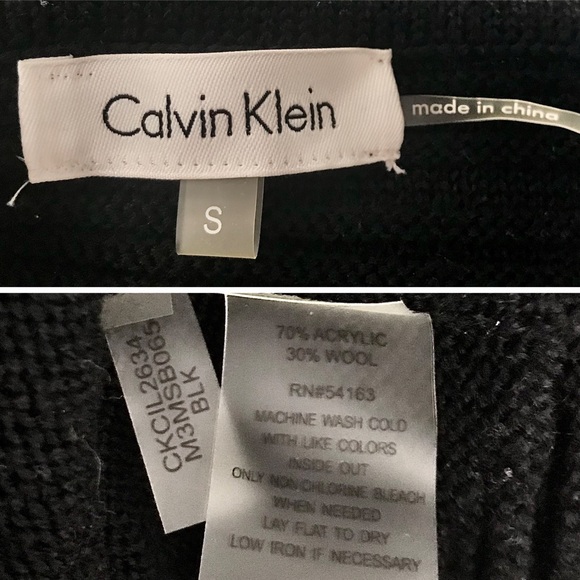 Calvin Klein
made in china
S
CKCIL2634
M3MSB065
BLK
70% ACRYLIC
30% WOOL
RN#54163
MACHINE WASH COLD
WITH LIKE COLORS
INSIDE OUT
ONLY NON-CHLORINE BLEACH
WHEN NEEDED
LAY FLAT TO DRY
LOW IRON IF NECESSARY